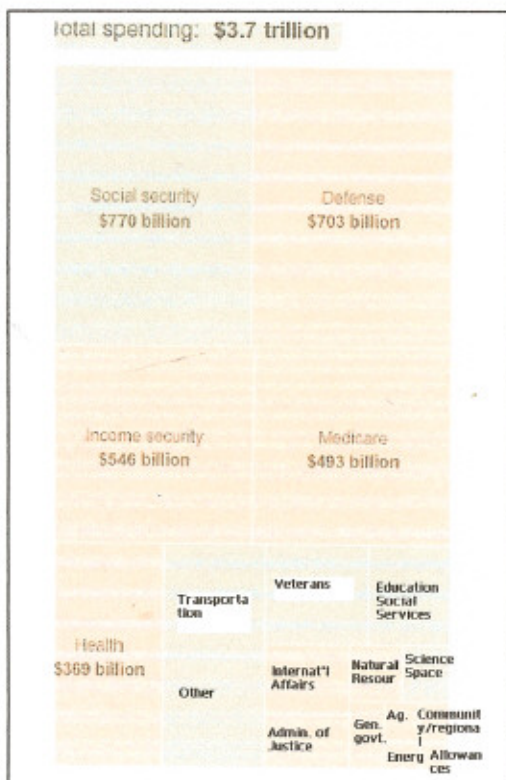 Total spending: $3.7 trillion
Social security
$770 billion
Defense
$703 billion
Income security
$546 billion
Medicare
$493 billion
Health
$369 billion
Transporta
tion
Veterans
Education
Social
Services
Other
Internat"l
Affairs
Natural
Resour
Science
Space
Admin. of
Justice
Gen.
govt.
Ag.
Communit
y/regiona
l
Energ
Allowan
ces